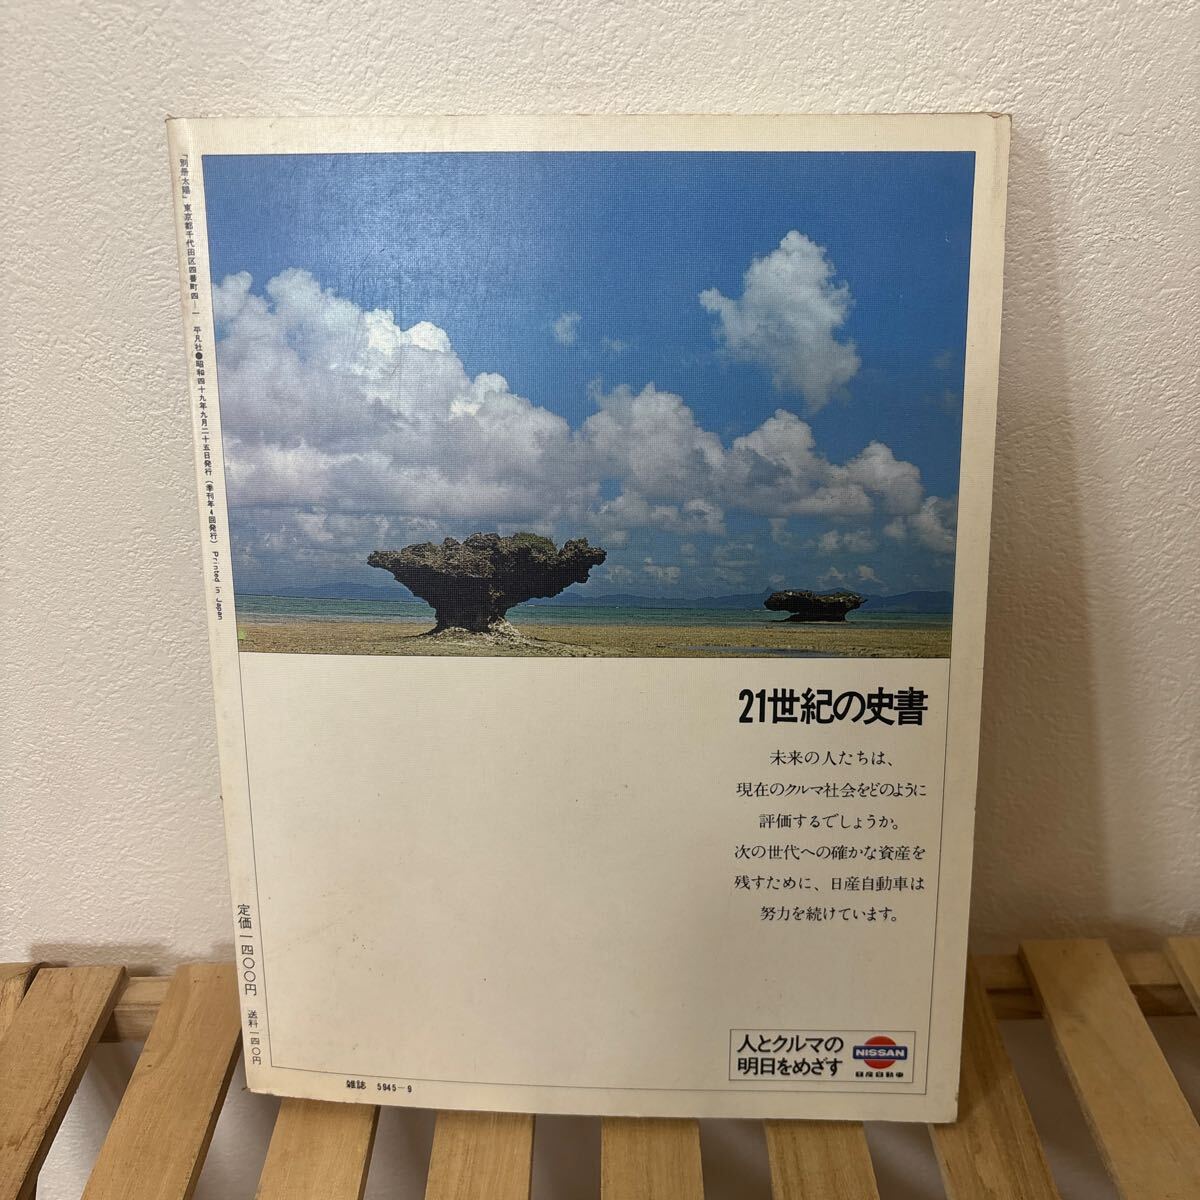 『別冊太陽』 東京都千代田区四番町四—一 平凡社●昭和四十九年九月二十五日発行(季刊年4回発行) Printed in Japan
定価一四〇〇円 送料一四〇円
21世紀の史書
未来の人たちは、
現在のクルマ社会をどのように
評価するでしょうか。
次の世代への確かな資産を
残すために、日産自動車は
努力を続けています。
人とクルマの
明日をめざす
NISSAN
日産自動車
雑誌 5945-9